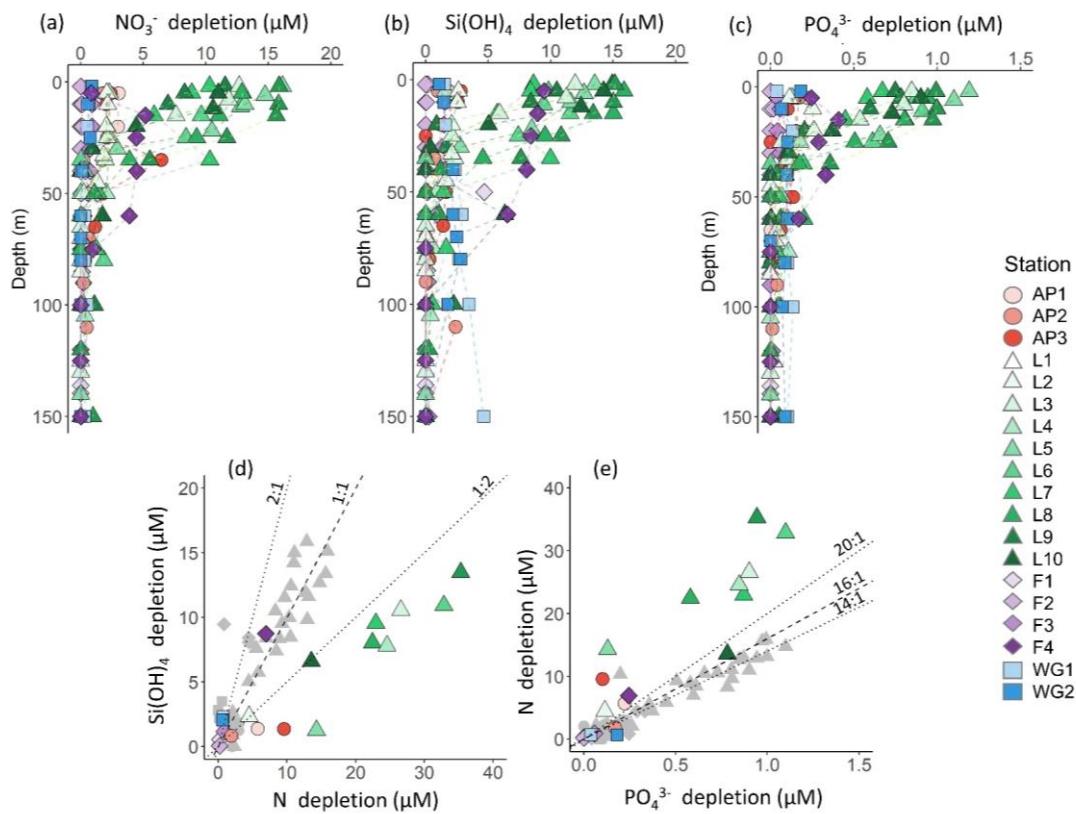 (a) NO₃⁻ depletion (μM)
0 5 10 15 20
Depth (m)
0
50
100
150
(b) Si(OH)₄ depletion (μM)
0 5 10 15 20
Depth (m)
0
50
100
150
(c) PO₄³⁻ depletion (μM)
0.0 0.5 1.0 1.5
Depth (m)
0
50
100
150
Station
AP1
AP2
AP3
L1
L2
L3
L4
L5
L6
L7
L8
L9
L10
F1
F2
F3
F4
WG1
WG2
(d)
2:1
1:1
1:2
Si(OH)₄ depletion (μM)
20
15
10
5
0
0 10 20 30 40
N depletion (μM)
(e)
20:1
16:1
14:1
N depletion (μM)
40
30
20
10
0
0.0 0.5 1.0 1.5
PO₄³⁻ depletion (μM)